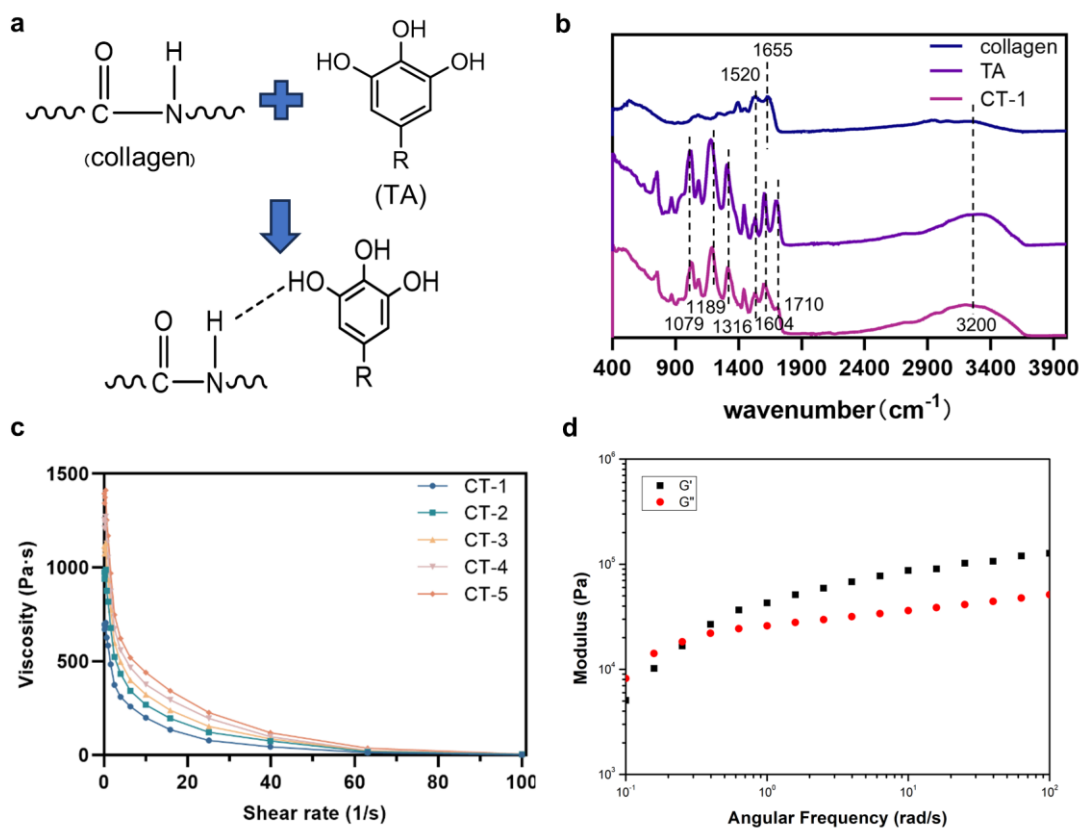 a
O
H
C
N
(collagen)
OH
HO
OH
R
(TA)
OH
HO
OH
R
O
H
C
N
b
collagen
TA
CT-1
1655
1520
1710
1189
1079
1316
1604
3200
400
900
1400
1900
2400
2900
3400
3900
wavenumber(cm⁻¹)
c
1500
1000
500
0
Viscosity (Pa·s)
CT-1
CT-2
CT-3
CT-4
CT-5
0
20
40
60
80
100
Shear rate (1/s)
d
10⁶
10⁵
10⁴
10³
Modulus (Pa)
G'
G"
10⁻¹
10⁰
10¹
10²
Angular Frequency (rad/s)